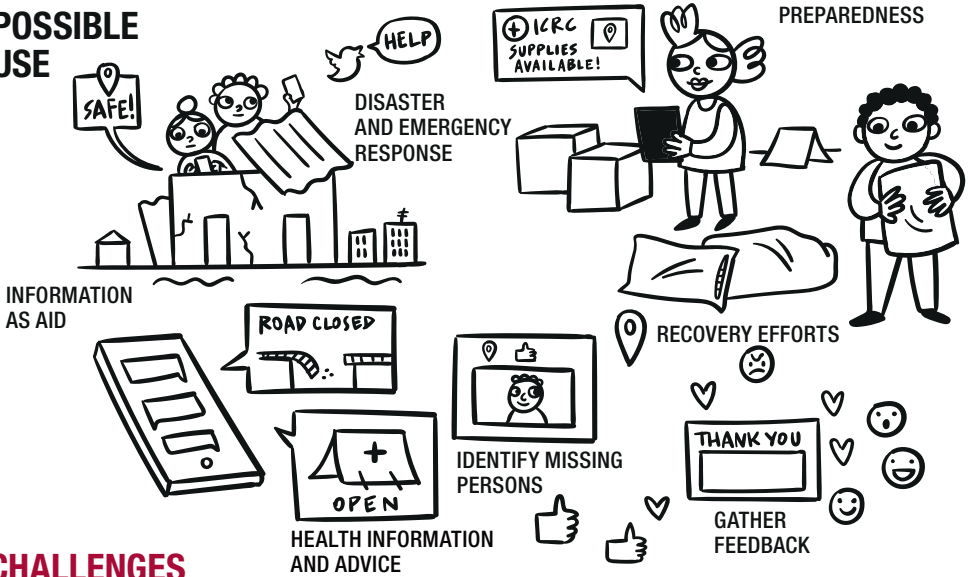 POSSIBLE
USE
SAFE!
HELP
DISASTER
AND EMERGENCY
RESPONSE
ICRC
SUPPLIES
AVAILABLE!
PREPAREDNESS
INFORMATION
AS AID
ROAD CLOSED
OPEN
HEALTH INFORMATION
AND ADVICE
IDENTIFY MISSING
PERSONS
RECOVERY EFFORTS
THANK YOU
GATHER
FEEDBACK
CHALLENGES